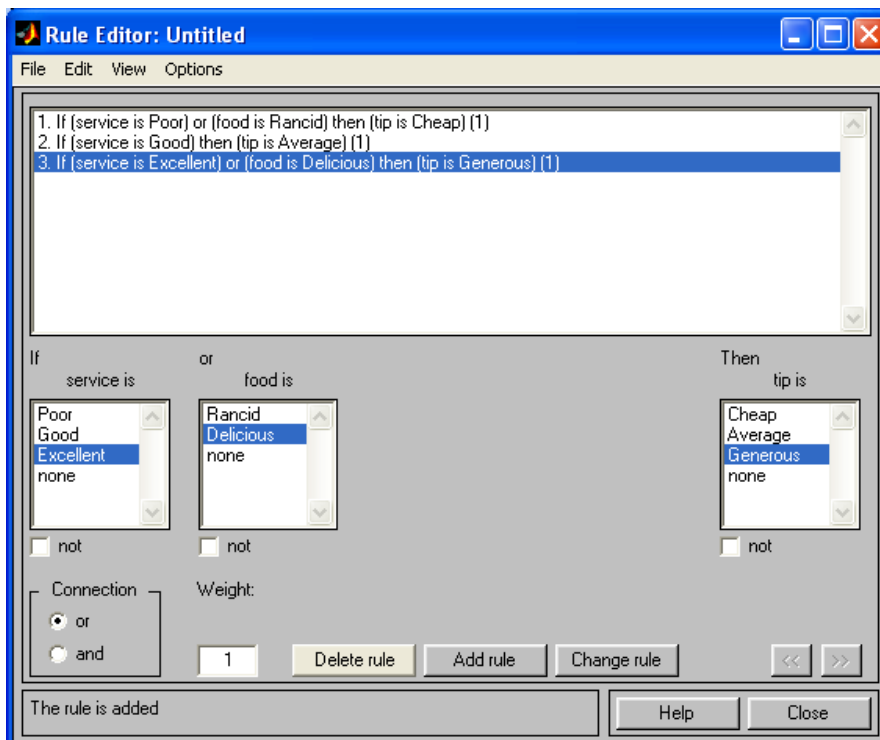 Rule Editor: Untitled
File Edit View Options
1. If (service is Poor) or (food is Rancid) then (tip is Cheap) (1)
2. If (service is Good) then (tip is Average) (1)
3. If (service is Excellent) or (food is Delicious) then (tip is Generous) (1)
If or Then
service is food is tip is
Poor Rancid Cheap
Good Delicious Average
Excellent none Generous
none none
not not not
Connection Weight:
or
and 1 Delete rule Add rule Change rule << >>
The rule is added Help Close